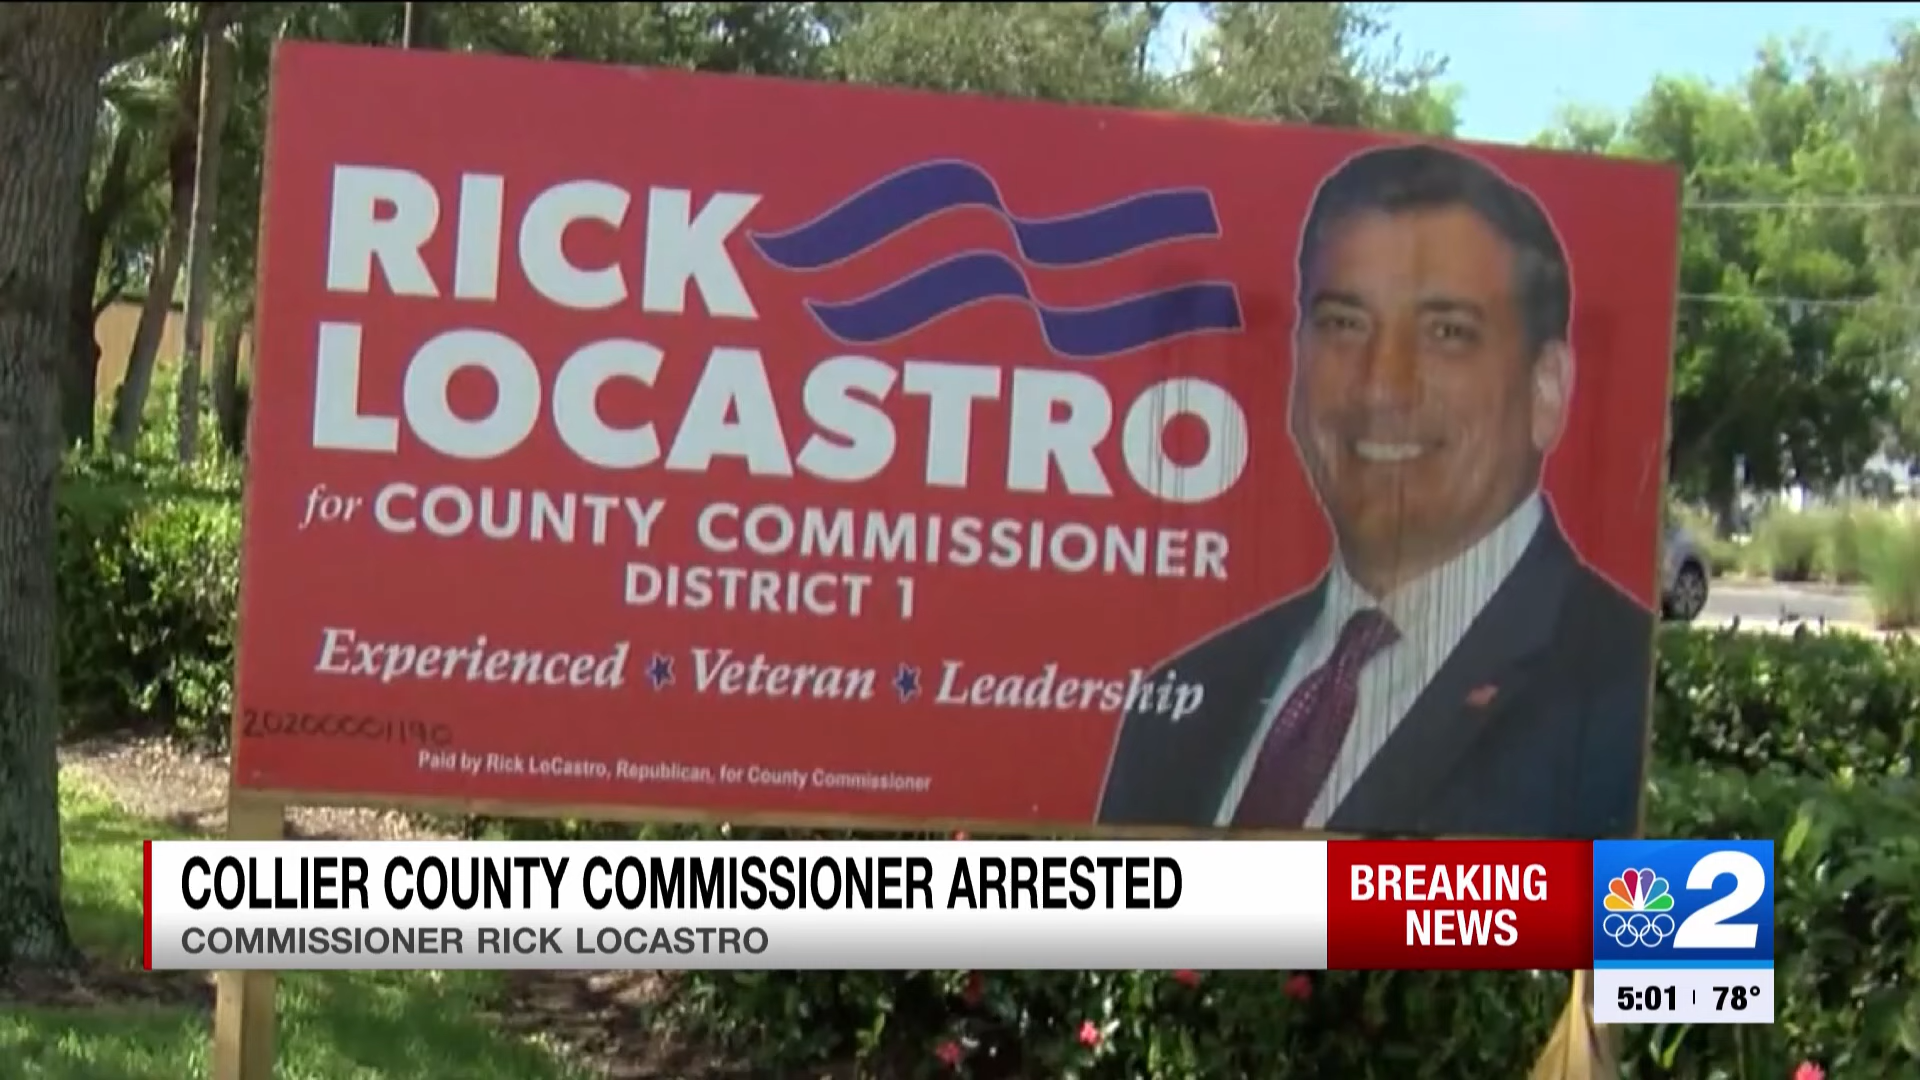 RICK
LOCASTRO
for COUNTY COMMISSIONER
DISTRICT 1
Experienced ★ Veteran ★ Leadership
20200001190
Paid by Rick LoCastro, Republican, for County Commissioner
COLLIER COUNTY COMMISSIONER ARRESTED
COMMISSIONER RICK LOCASTRO
BREAKING
NEWS
2
5:01 78°